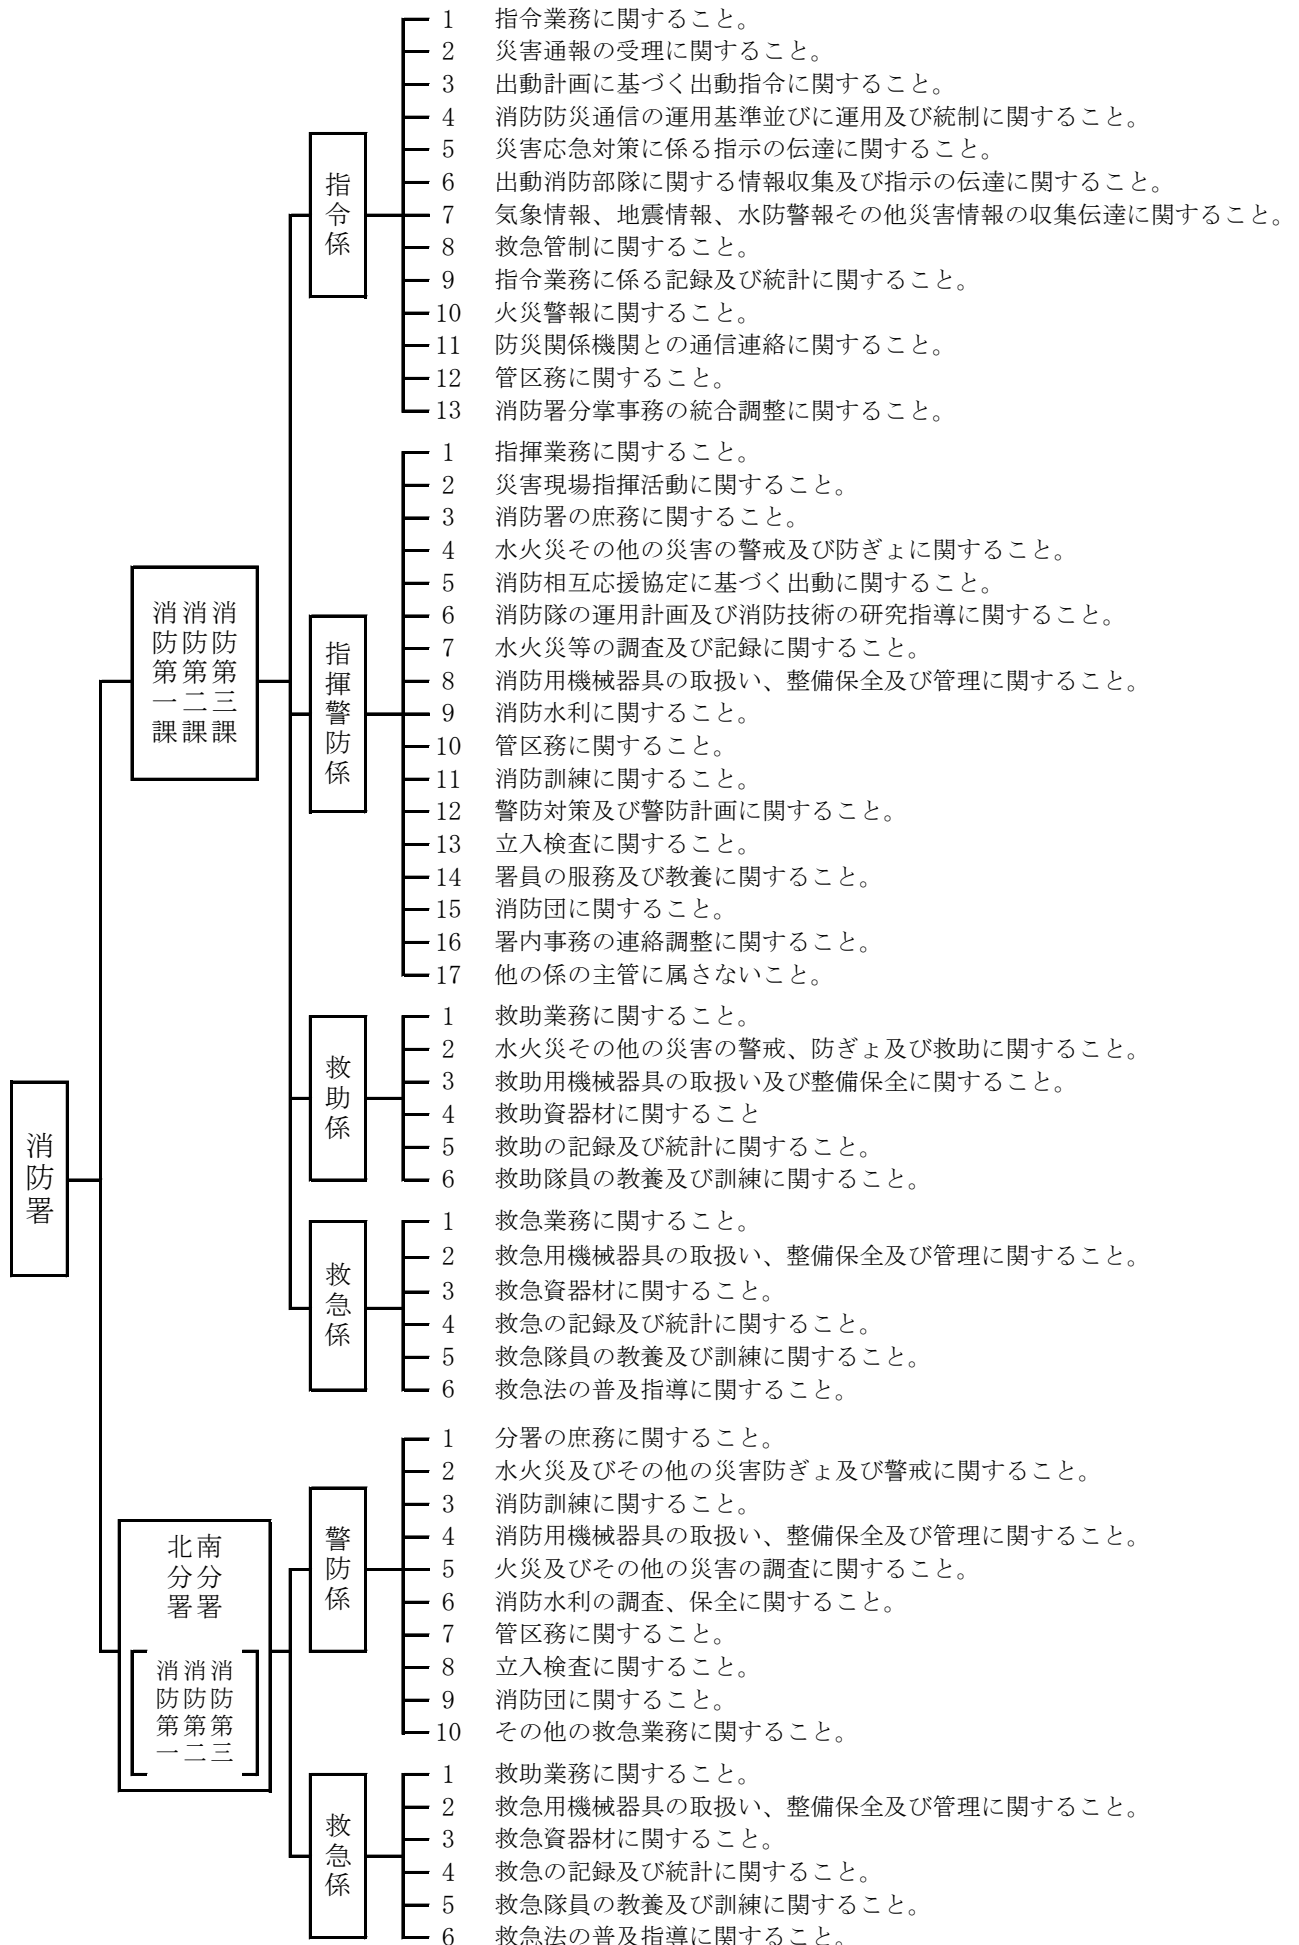 消防署
消防第一課
消防第二課
消防第三課
指令係
1 指令業務に関すること。
2 災害通報の受理に関すること。
3 出動計画に基づく出動指令に関すること。
4 消防防災通信の運用基準並びに運用及び統制に関すること。
5 災害応急対策に係る指示の伝達に関すること。
6 出動消防部隊に関する情報収集及び指示の伝達に関すること。
7 気象情報、地震情報、水防警報その他災害情報の収集伝達に関すること。
8 救急管制に関すること。
9 指令業務に係る記録及び統計に関すること。
10 火災警報に関すること。
11 防災関係機関との通信連絡に関すること。
12 管区務に関すること。
13 消防署分掌事務の統合調整に関すること。
指揮警防係
1 指揮業務に関すること。
2 災害現場指揮活動に関すること。
3 消防署の庶務に関すること。
4 水火災その他の災害の警戒及び防ぎょに関すること。
5 消防相互応援協定に基づく出動に関すること。
6 消防隊の運用計画及び消防技術の研究指導に関すること。
7 水火災等の調査及び記録に関すること。
8 消防用機械器具の取扱い、整備保全及び管理に関すること。
9 消防水利に関すること。
10 管区務に関すること。
11 消防訓練に関すること。
12 警防対策及び警防計画に関すること。
13 立入検査に関すること。
14 署員の服務及び教養に関すること。
15 消防団に関すること。
16 署内事務の連絡調整に関すること。
17 他の係の主管に属さないこと。
救助係
1 救助業務に関すること。
2 水火災その他の災害の警戒、防ぎょ及び救助に関すること。
3 救助用機械器具の取扱い及び整備保全に関すること。
4 救助資器材に関すること
5 救助の記録及び統計に関すること。
6 救助隊員の教養及び訓練に関すること。
救急係
1 救急業務に関すること。
2 救急用機械器具の取扱い、整備保全及び管理に関すること。
3 救急資器材に関すること。
4 救急の記録及び統計に関すること。
5 救急隊員の教養及び訓練に関すること。
6 救急法の普及指導に関すること。
北分署
南分署
消防第一
消防第二
消防第三
警防係
1 分署の庶務に関すること。
2 水火災及びその他の災害防ぎょ及び警戒に関すること。
3 消防訓練に関すること。
4 消防用機械器具の取扱い、整備保全及び管理に関すること。
5 火災及びその他の災害の調査に関すること。
6 消防水利の調査、保全に関すること。
7 管区務に関すること。
8 立入検査に関すること。
9 消防団に関すること。
10 その他の救急業務に関すること。
救急係
1 救助業務に関すること。
2 救急用機械器具の取扱い、整備保全及び管理に関すること。
3 救急資器材に関すること。
4 救急の記録及び統計に関すること。
5 救急隊員の教養及び訓練に関すること。
6 救急法の普及指導に関すること。